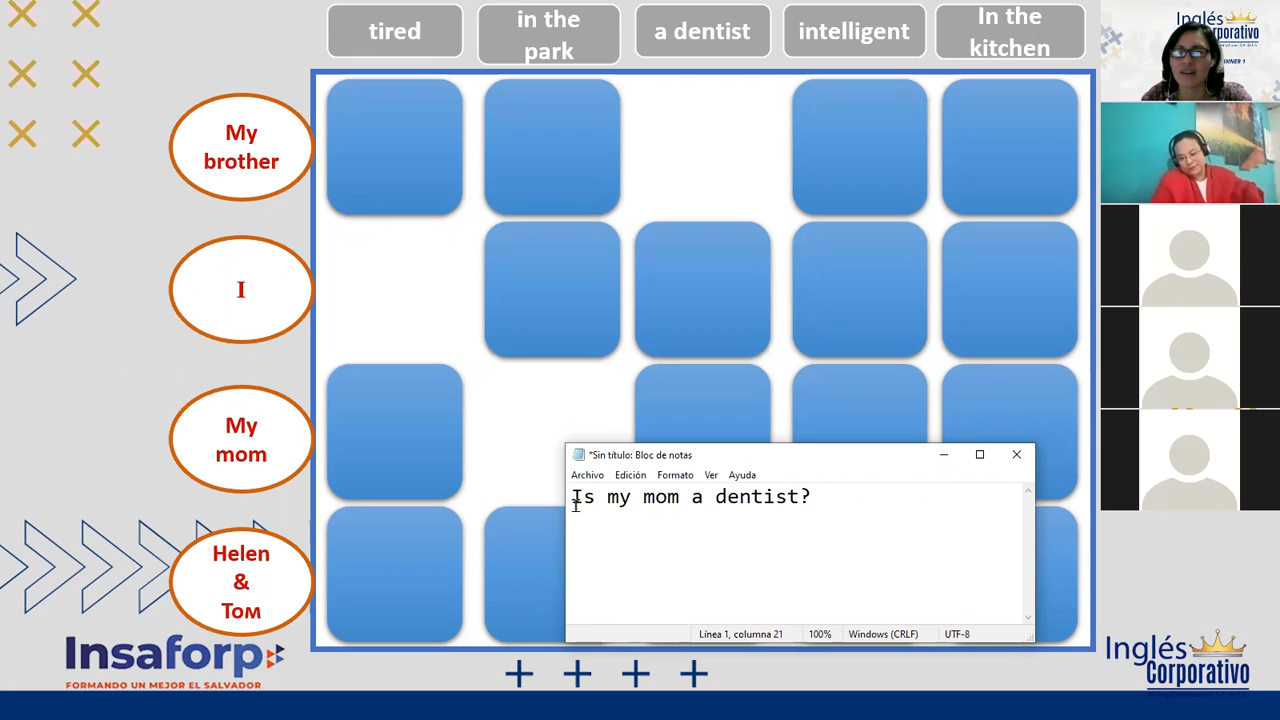 tired
in the
park
a dentist
intelligent
In the
kitchen
Inglés
Corporativo
My
brother
I
My
mom
Helen
&
Tom
*Sin título: Bloc de notas
Archivo Edición Formato Ver Ayuda
Is my mom a dentist?
Línea 1, columna 21 100% Windows (CRLF) UTF-8
Insaforp
FORMANDO UN MEJOR EL SALVADOR
Inglés
Corporativo